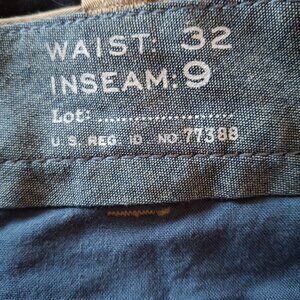 WAIST: 32
INSEAM: 9
Lot: ........................
U.S. REG. ID NO. 77388